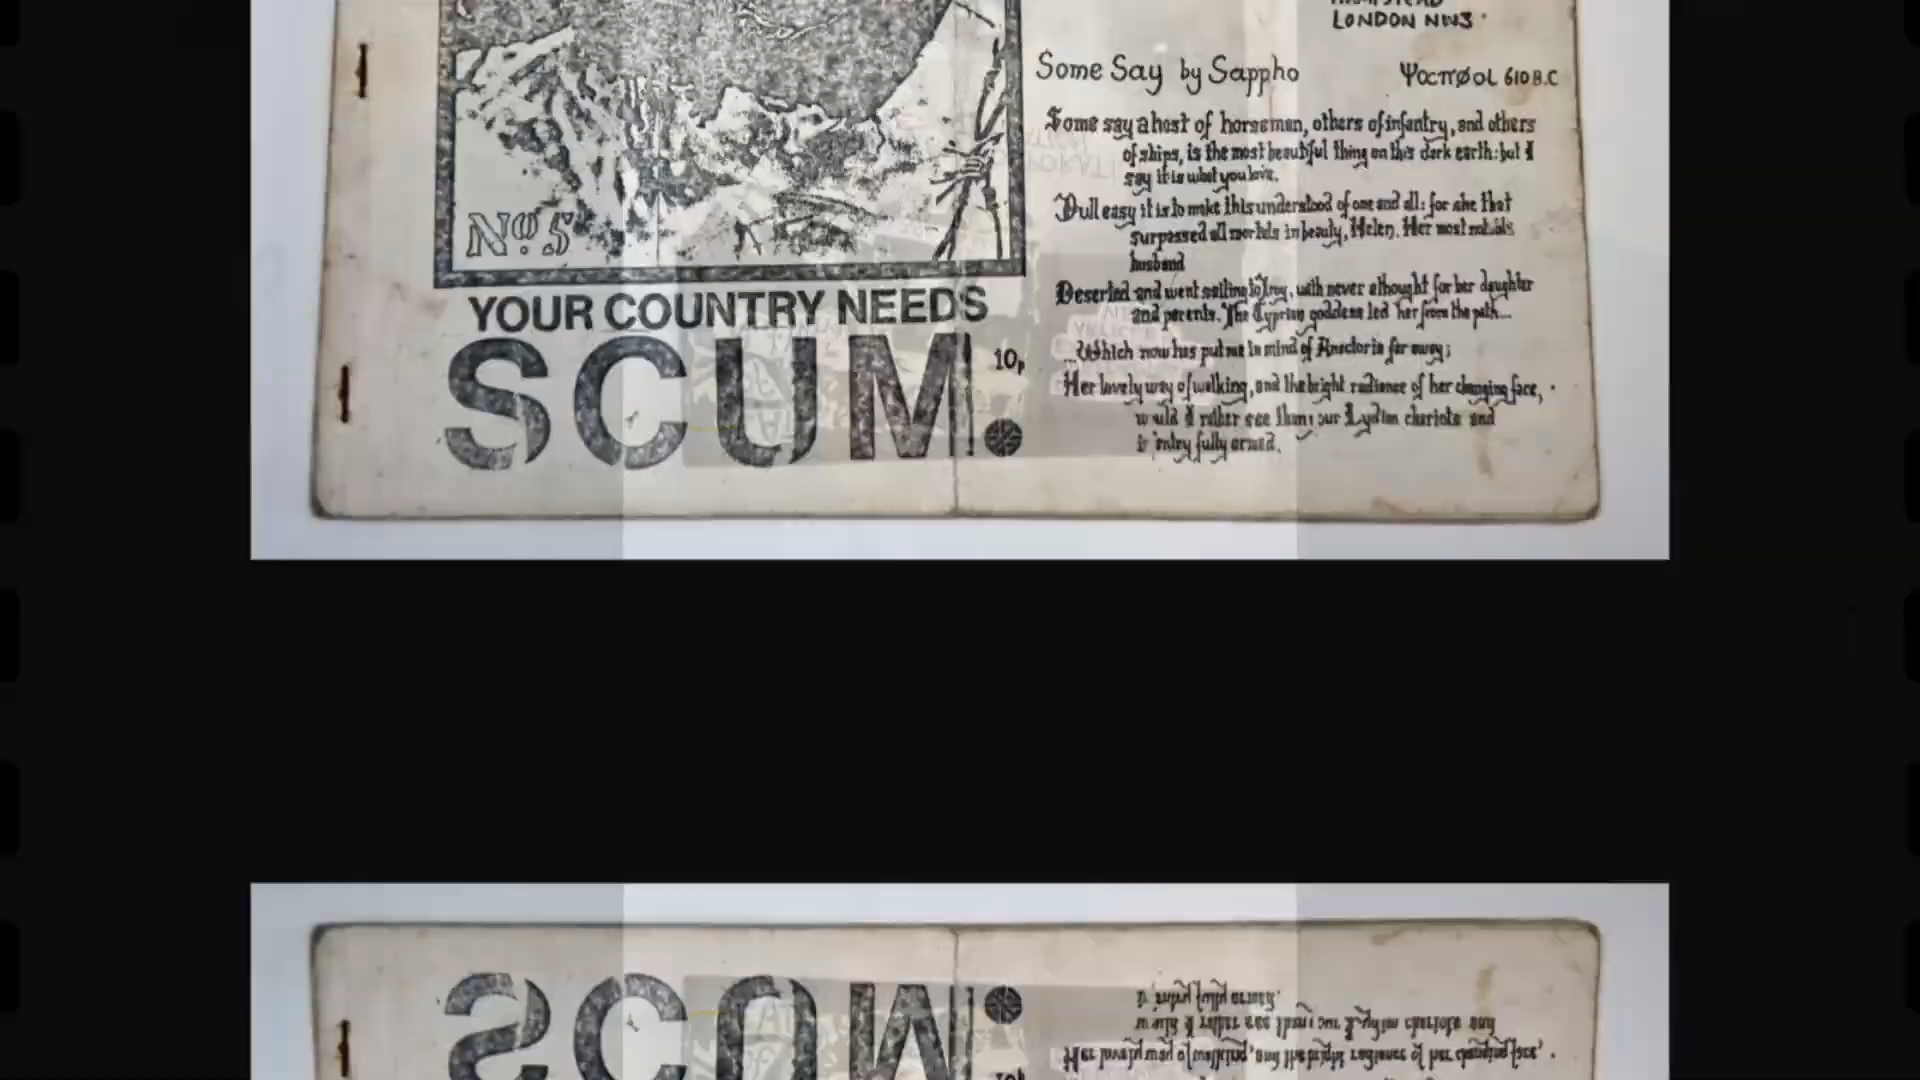 LONDON NW3
Some Say by Sappho
610 B.C
Some say a host of horseman, others of infantry, and others
of ships, is the most beautiful thing on this dark earth: but I
say it is what you love.
Full easy it is to make this understood of one and all: for she that
surpassed all mortals in beauty, Helen. Her most notable
husband
Deserted and went sailing to Troy, with never a thought for her daughter
and parents. The Cyprian goddess led her from the path...
...Which now has put me in mind of Anactoria far away;
Her lovely way of walking, and the bright radiance of her changing face,
would I rather see than your Lydian chariots and
infantry fully armed.
No. 5
YOUR COUNTRY NEEDS
SCUM.
10p
SCUM.